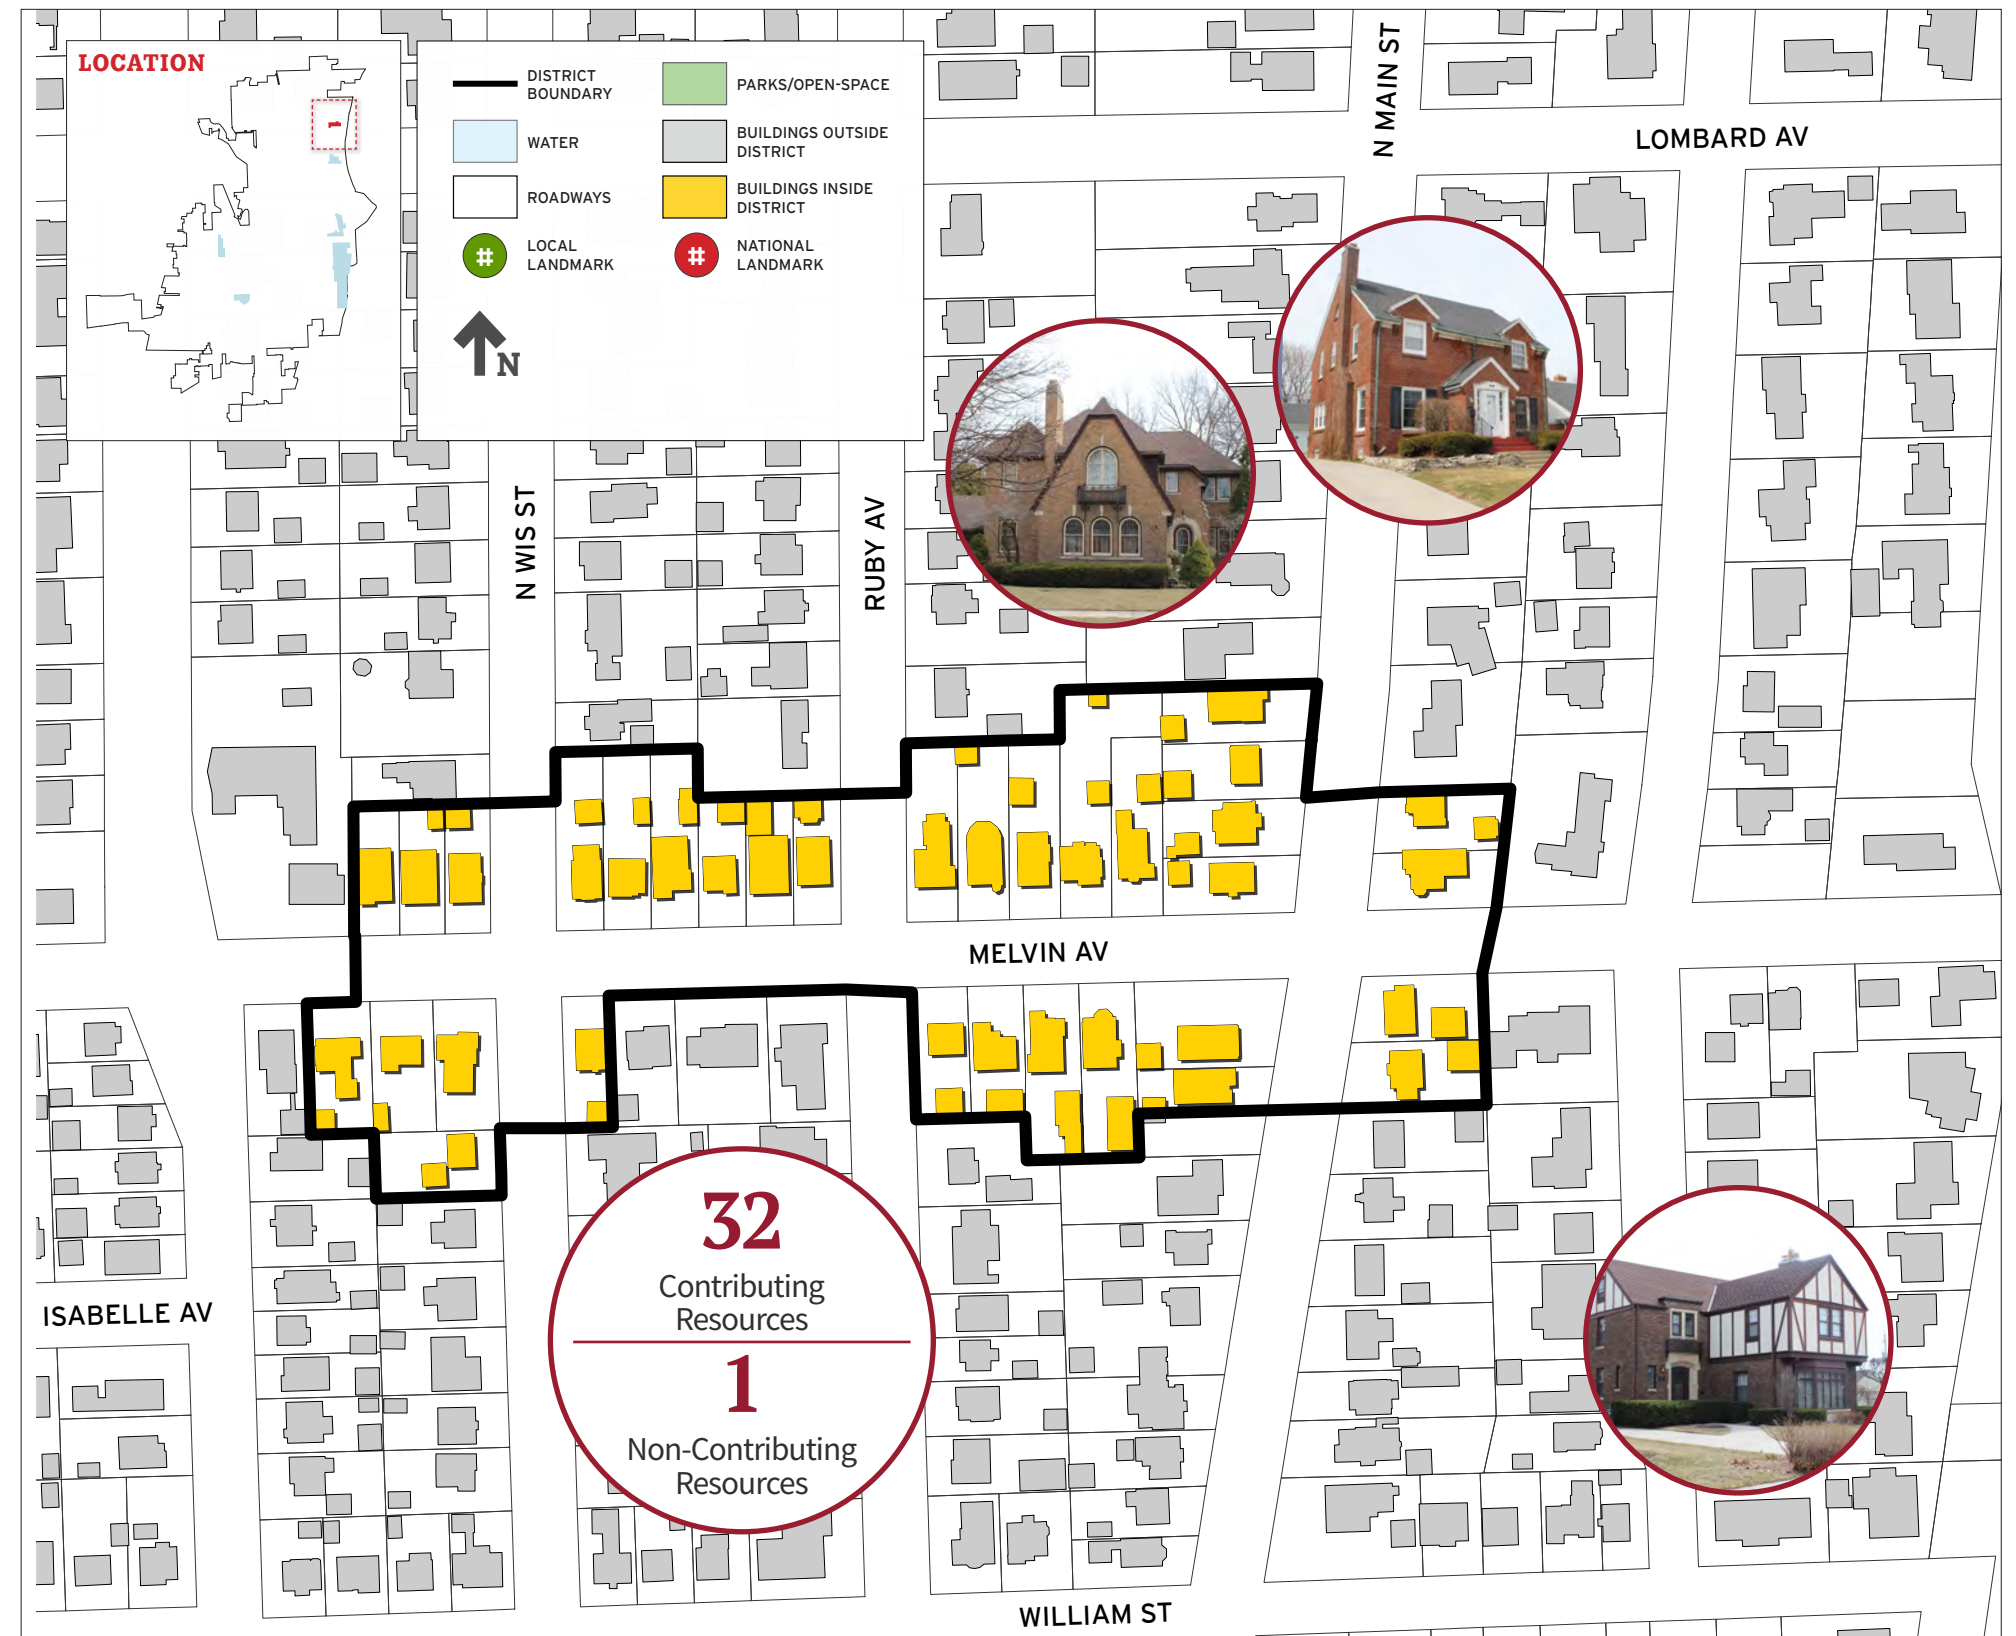 LOCATION
DISTRICT
BOUNDARY
WATER
ROADWAYS
LOCAL
LANDMARK
PARKS/OPEN-SPACE
BUILDINGS OUTSIDE
DISTRICT
BUILDINGS INSIDE
DISTRICT
NATIONAL
LANDMARK
#
#
N
N MAIN ST
LOMBARD AV
N WIS ST
RUBY AV
MELVIN AV
ISABELLE AV
32
Contributing
Resources
1
Non-Contributing
Resources
WILLIAM ST